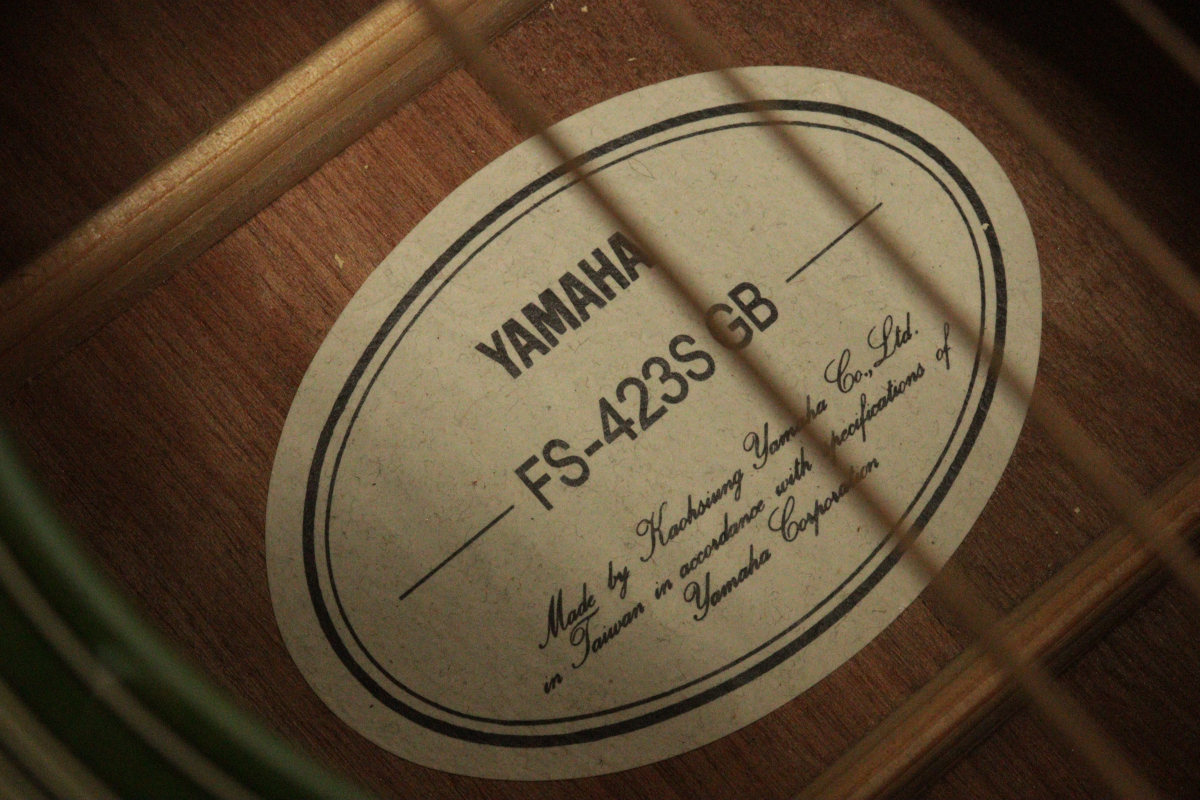 YAMAHA
FS-423S GB
Made by Kaohsiung Yamaha Co., Ltd.
in Taiwan in accordance with specifications of
Yamaha Corporation